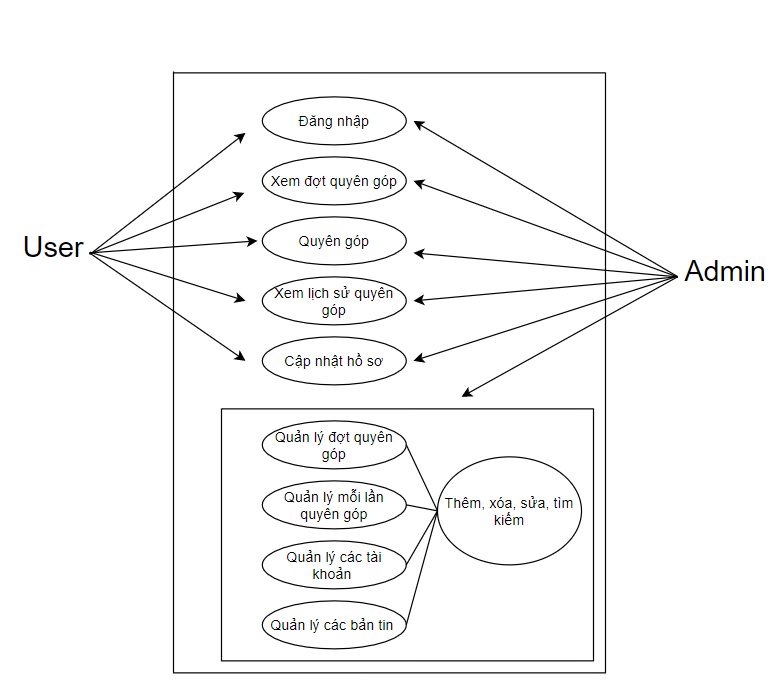 Đăng nhập
Xem đợt quyên góp
User
Quyên góp
Admin
Xem lịch sử quyên
góp
Cập nhật hồ sơ
Quản lý đợt quyên
góp
Quản lý mỗi lần
quyên góp
Thêm, xóa, sửa, tìm
kiếm
Quản lý các tài
khoản
Quản lý các bản tin